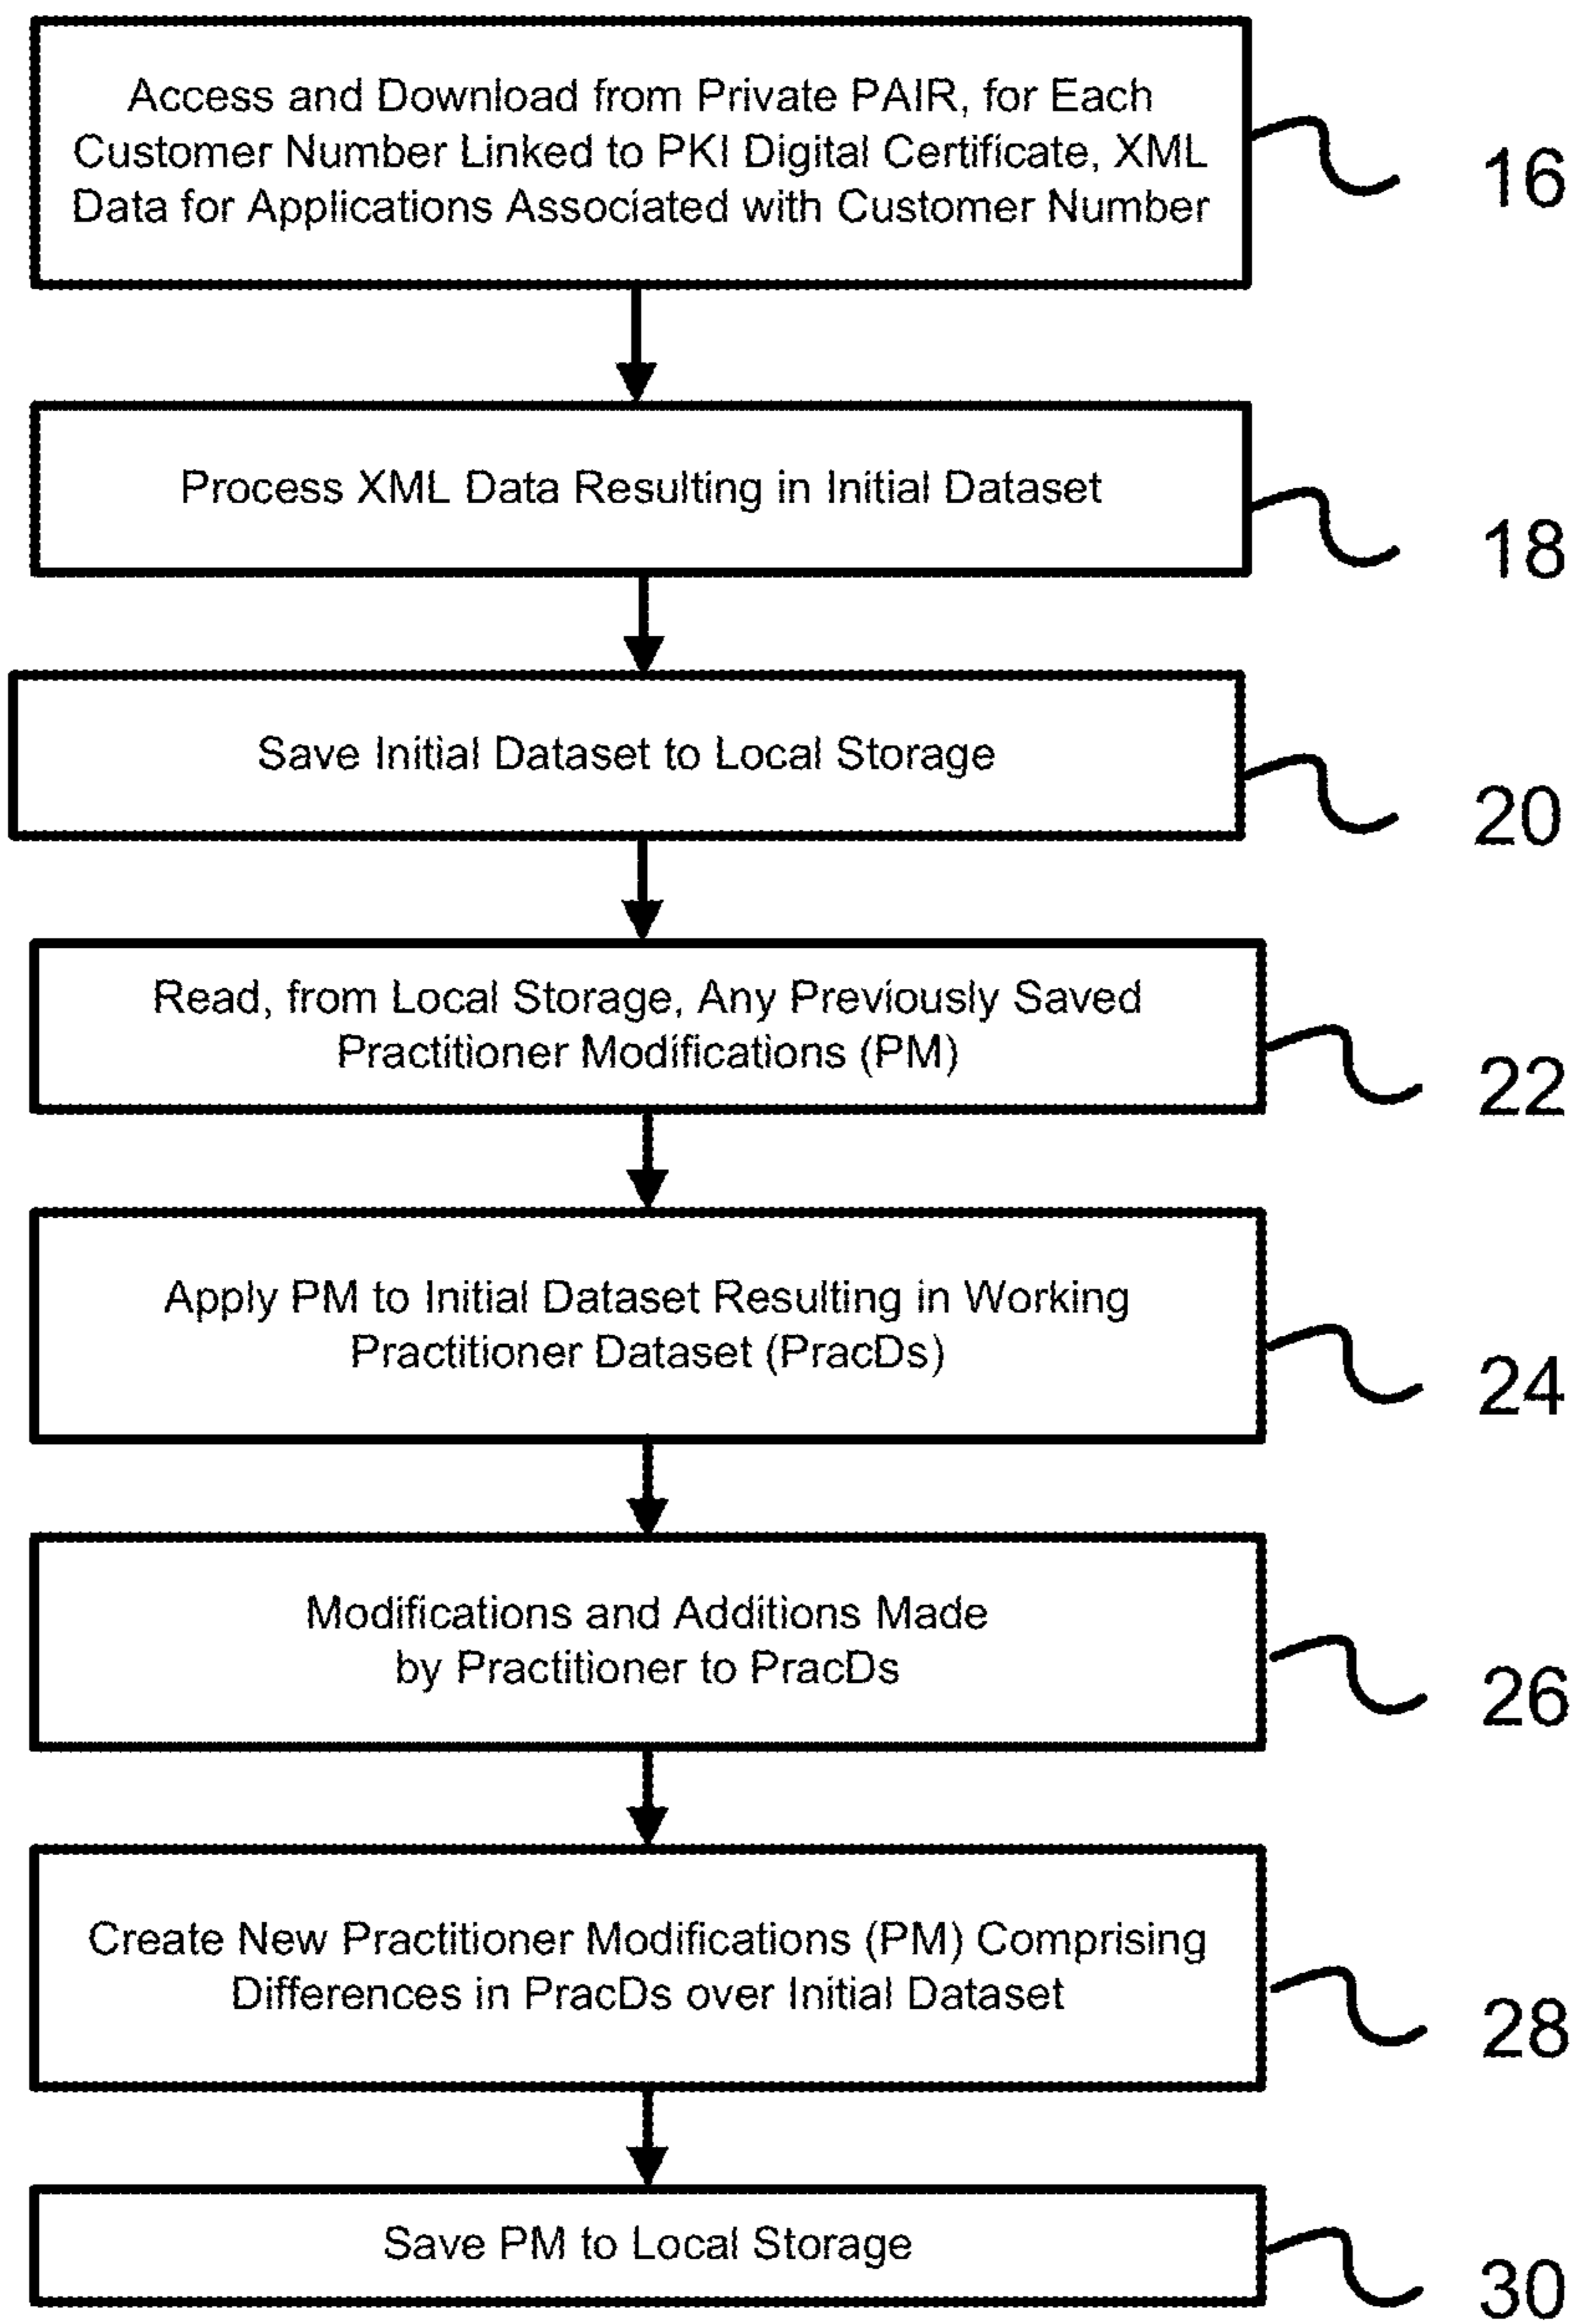 Access and Download from Private PAIR, for Each
Customer Number Linked to PKI Digital Certificate, XML
Data for Applications Associated with Customer Number
16
Process XML Data Resulting in Initial Dataset
18
Save Initial Dataset to Local Storage
20
Read, from Local Storage, Any Previously Saved
Practitioner Modifications (PM)
22
Apply PM to Initial Dataset Resulting in Working
Practitioner Dataset (PracDs)
24
Modifications and Additions Made
by Practitioner to PracDs
26
Create New Practitioner Modifications (PM) Comprising
Differences in PracDs over Initial Dataset
28
Save PM to Local Storage
30